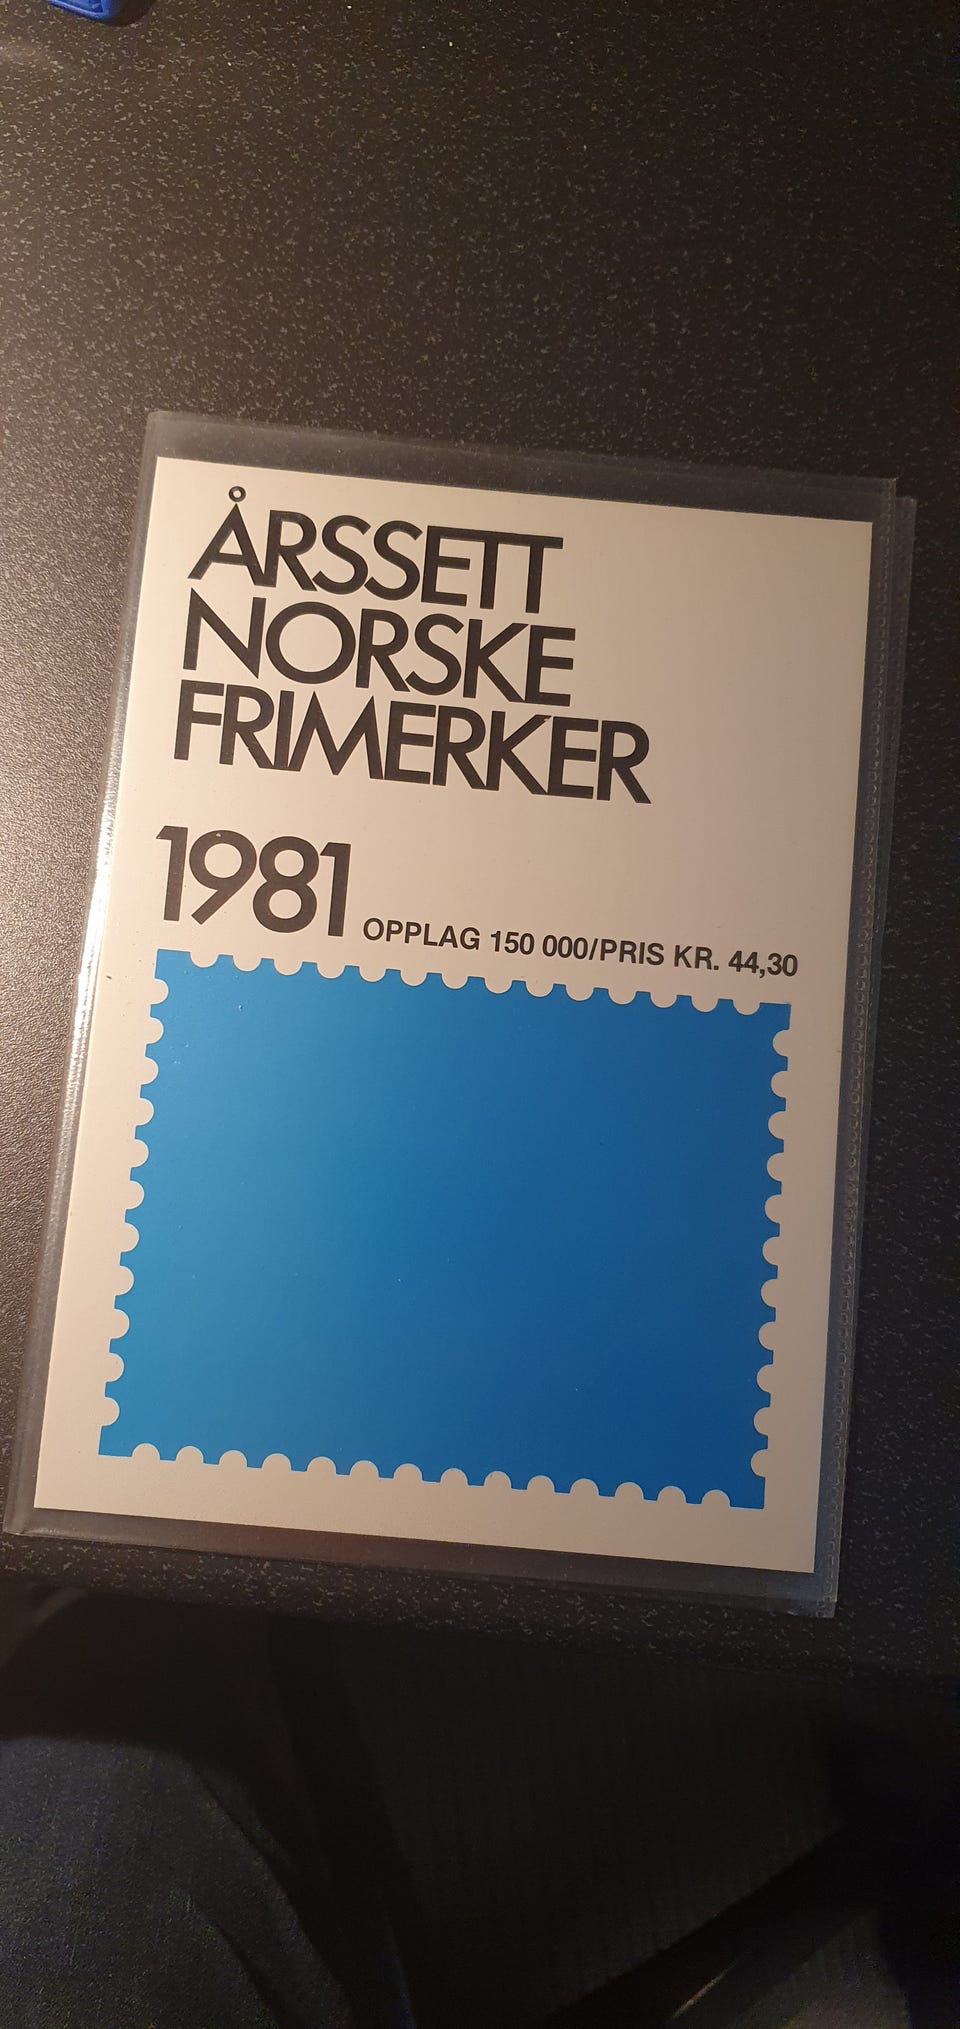 ÅRSSETT
NORSKE
FRIMERKER
1981 OPPLAG 150 000/PRIS KR. 44,30